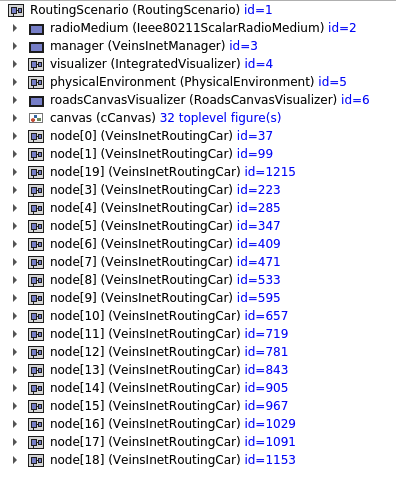 RoutingScenario (RoutingScenario) id=1
radioMedium (Ieee80211ScalarRadioMedium) id=2
manager (VeinsInetManager) id=3
visualizer (IntegratedVisualizer) id=4
physicalEnvironment (PhysicalEnvironment) id=5
roadsCanvasVisualizer (RoadsCanvasVisualizer) id=6
canvas (cCanvas) 32 toplevel figure(s)
node[0] (VeinsInetRoutingCar) id=37
node[1] (VeinsInetRoutingCar) id=99
node[19] (VeinsInetRoutingCar) id=1215
node[3] (VeinsInetRoutingCar) id=223
node[4] (VeinsInetRoutingCar) id=285
node[5] (VeinsInetRoutingCar) id=347
node[6] (VeinsInetRoutingCar) id=409
node[7] (VeinsInetRoutingCar) id=471
node[8] (VeinsInetRoutingCar) id=533
node[9] (VeinsInetRoutingCar) id=595
node[10] (VeinsInetRoutingCar) id=657
node[11] (VeinsInetRoutingCar) id=719
node[12] (VeinsInetRoutingCar) id=781
node[13] (VeinsInetRoutingCar) id=843
node[14] (VeinsInetRoutingCar) id=905
node[15] (VeinsInetRoutingCar) id=967
node[16] (VeinsInetRoutingCar) id=1029
node[17] (VeinsInetRoutingCar) id=1091
node[18] (VeinsInetRoutingCar) id=1153